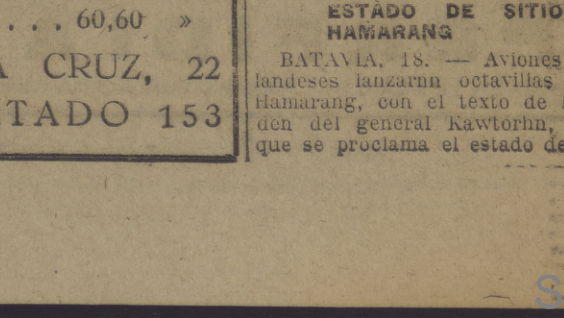 . . . 60,60 »
A CRUZ, 22
TADO 153
ESTADO DE SITIO
HAMARANG
BATAVIA, 18. — Aviones
landeses lanzarnn octavillas
Hamarang, con el texto de
den del general Kawtorhn,
que se proclama el estado de
S